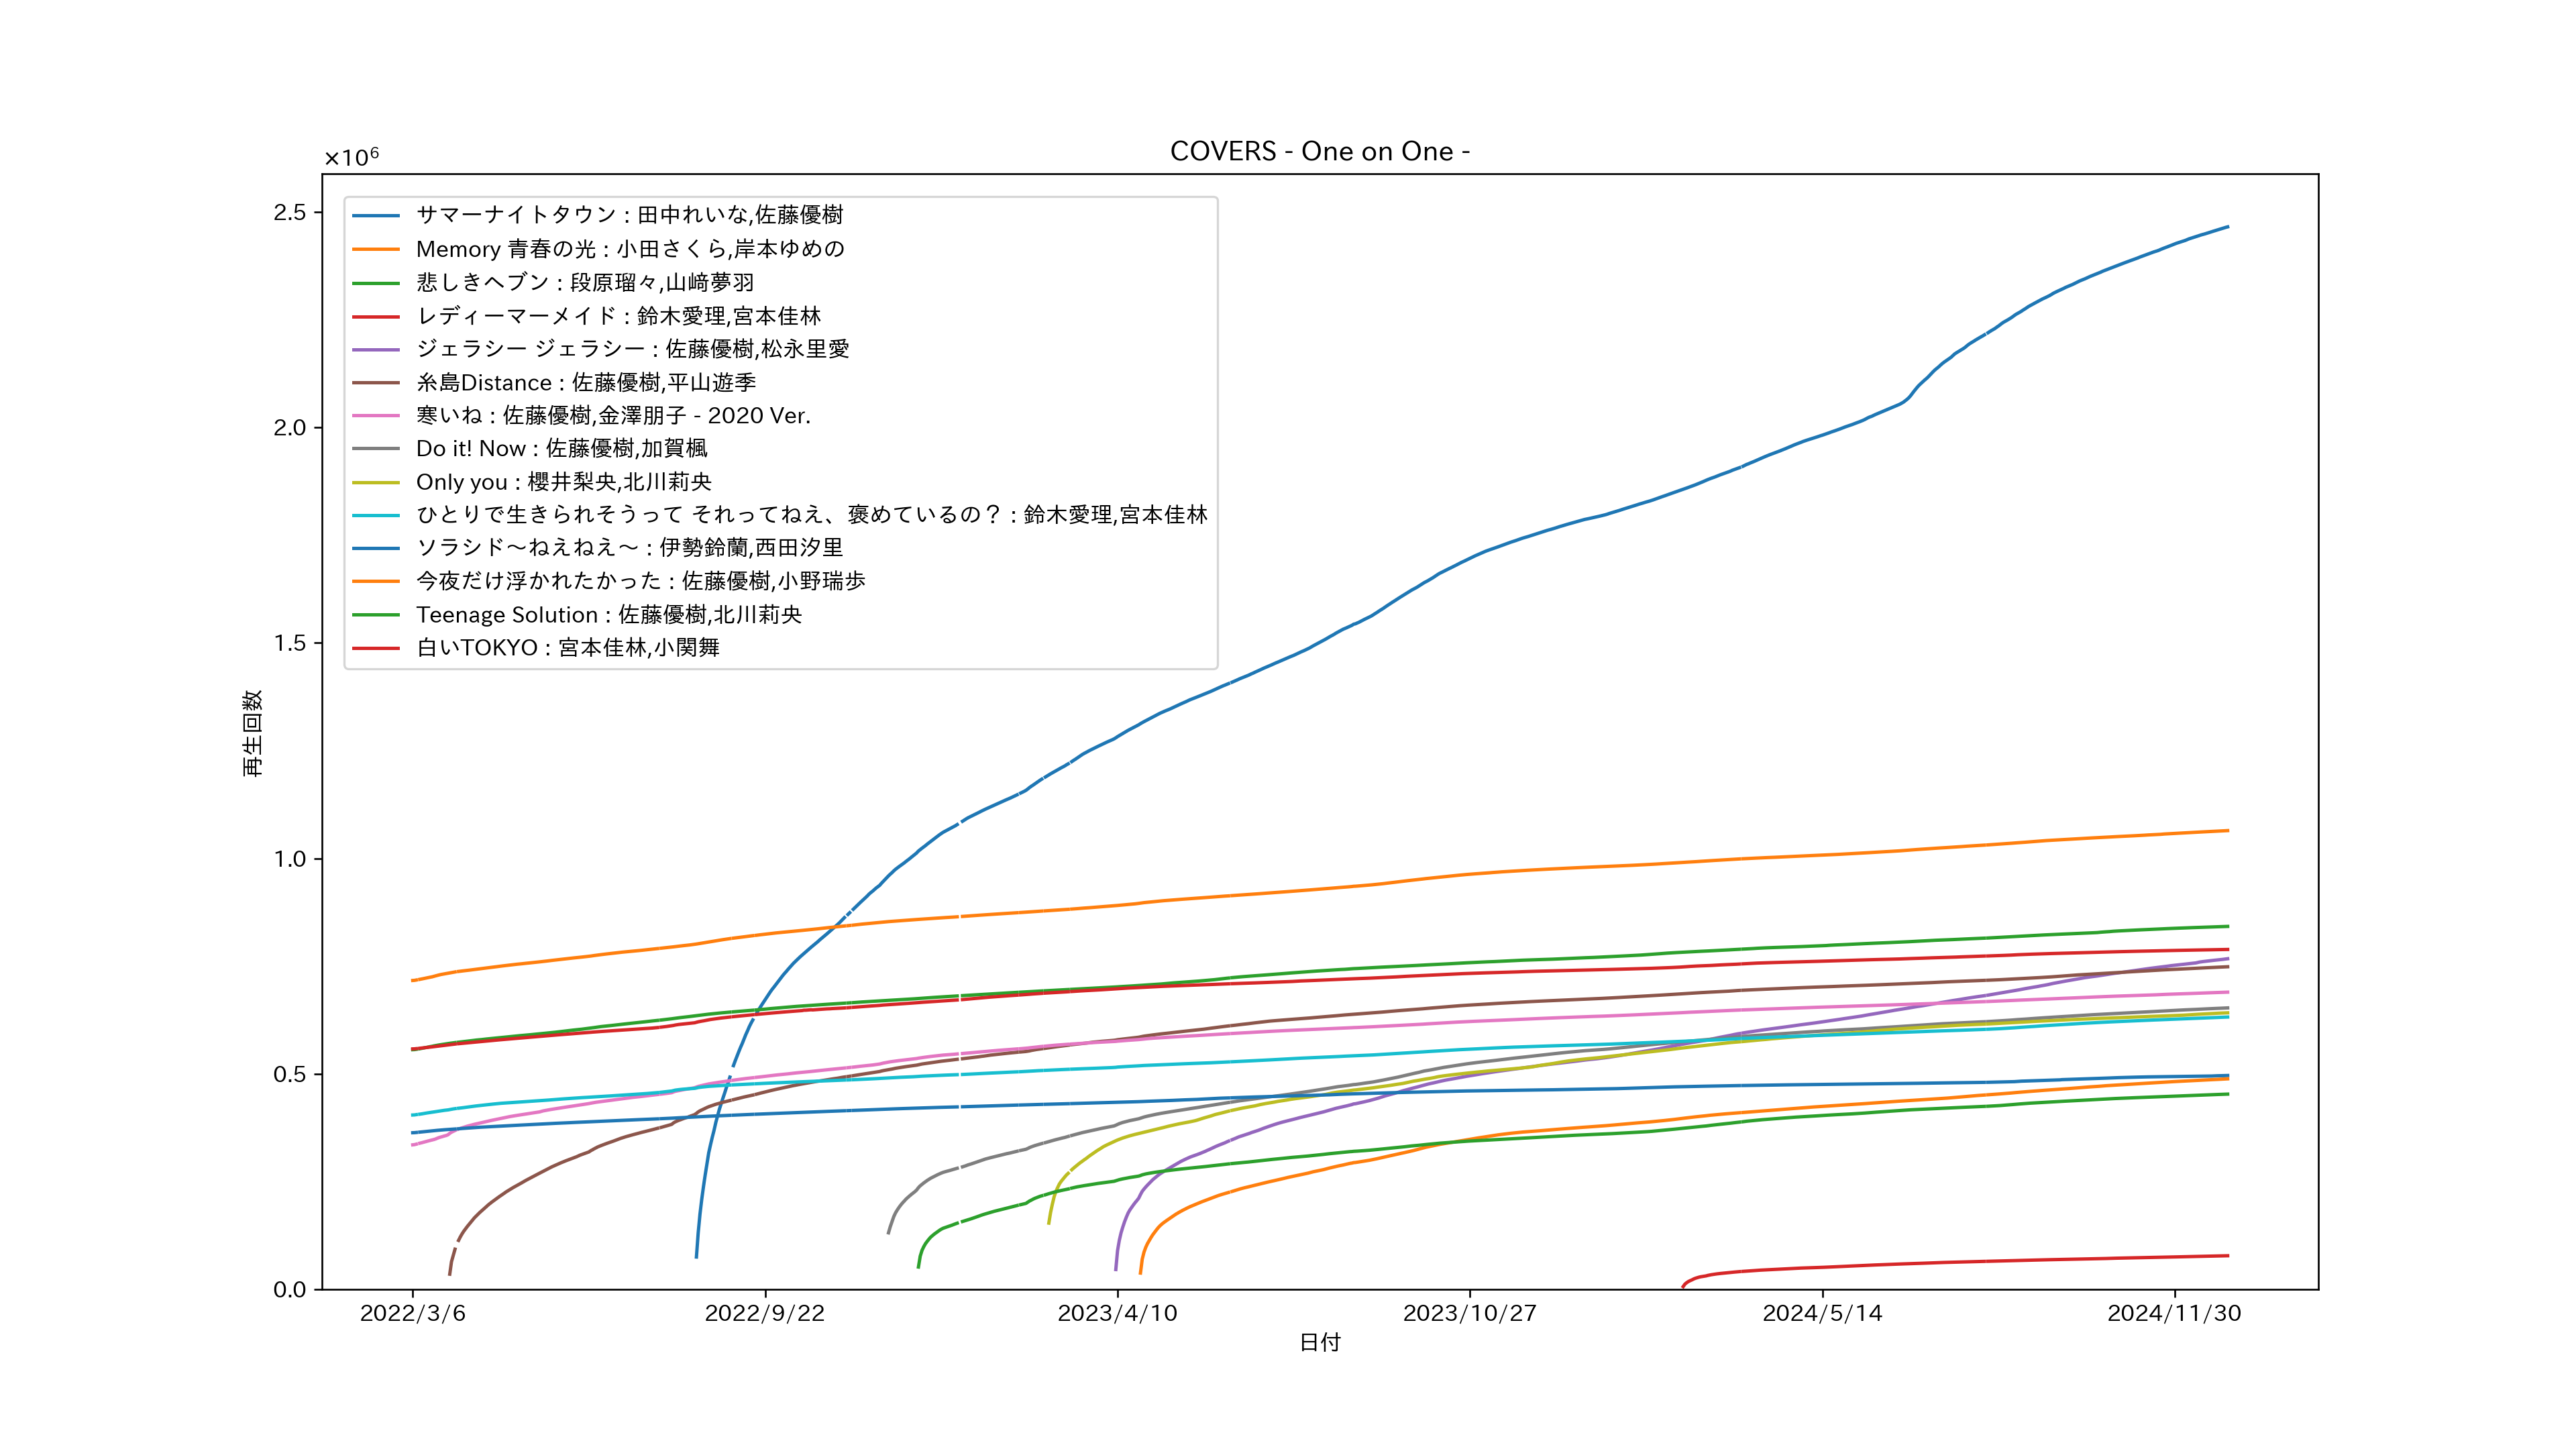 COVERS - One on One -
×10⁶
2.5
2.0
1.5
1.0
0.5
0.0
再生回数
サマーナイトタウン : 田中れいな,佐藤優樹
Memory 青春の光 : 小田さくら,岸本ゆめの
悲しきヘブン : 段原瑠々,山﨑夢羽
レディーマーメイド : 鈴木愛理,宮本佳林
ジェラシー ジェラシー : 佐藤優樹,松永里愛
糸島Distance : 佐藤優樹,平山遊季
寒いね : 佐藤優樹,金澤朋子 - 2020 Ver.
Do it! Now : 佐藤優樹,加賀楓
Only you : 櫻井梨央,北川莉央
ひとりで生きられそうって それってねえ、褒めているの？ : 鈴木愛理,宮本佳林
ソラシド〜ねえねえ〜 : 伊勢鈴蘭,西田汐里
今夜だけ浮かれたかった : 佐藤優樹,小野瑞歩
Teenage Solution : 佐藤優樹,北川莉央
白いTOKYO : 宮本佳林,小関舞
2022/3/6
2022/9/22
2023/4/10
2023/10/27
2024/5/14
2024/11/30
日付